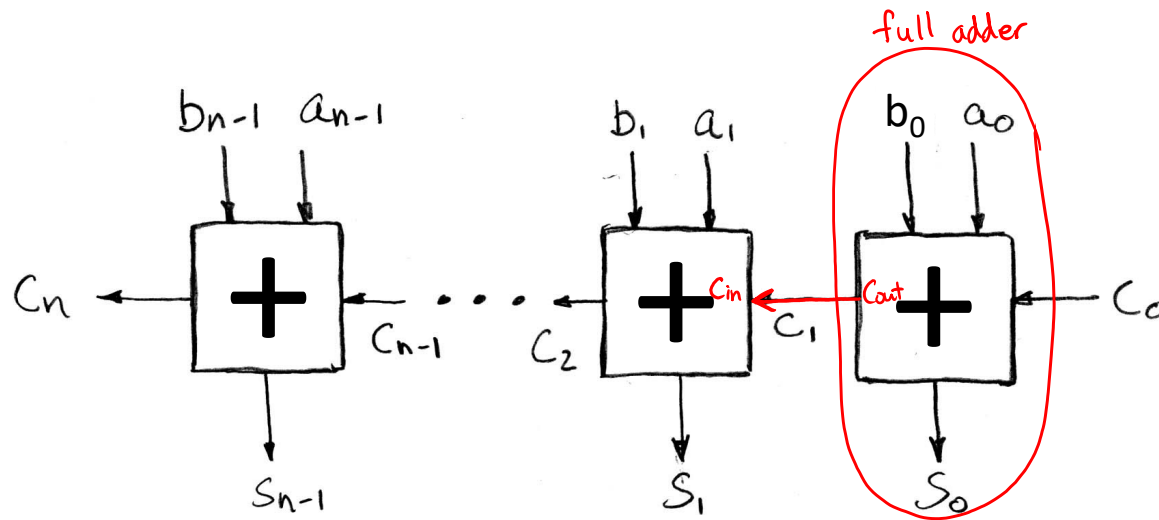 full adder
bn-1 an-1 b1 a1 b0 a0
Cn + Cn-1 C2 + Cin C1 Cout + C0
Sn-1 S1 S0